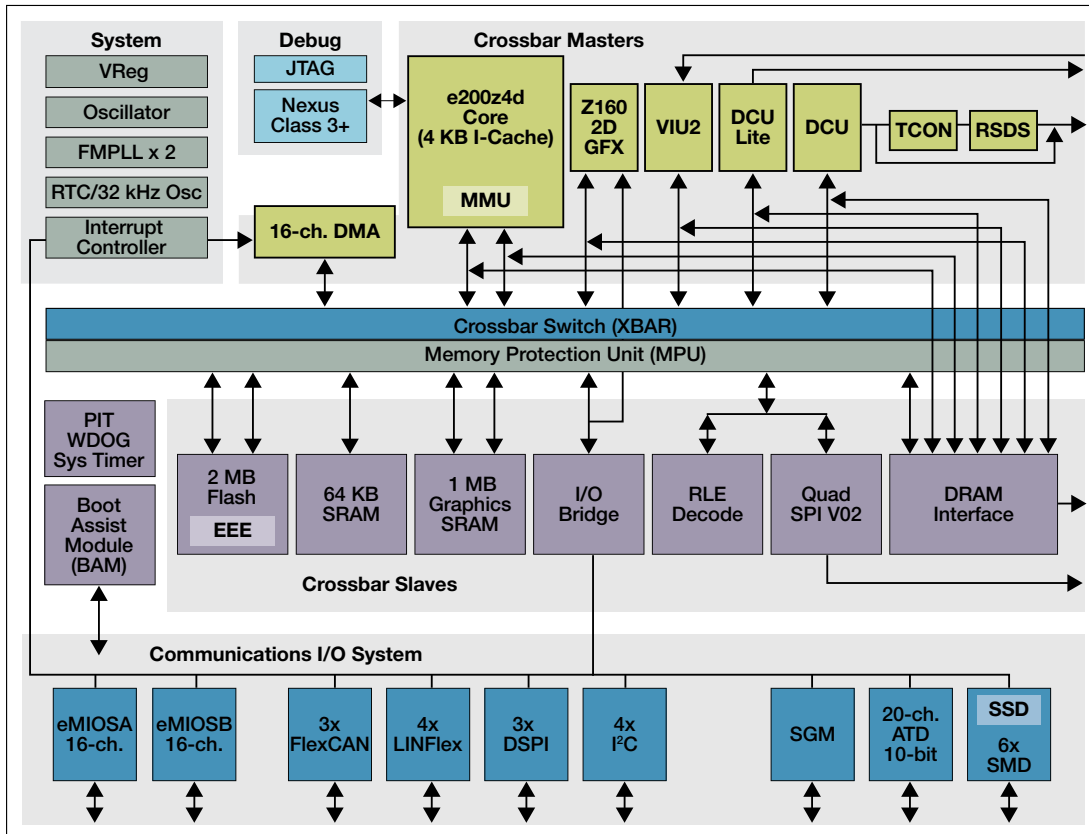 System
VReg
Oscillator
FMPLL x 2
RTC/32 kHz Osc
Interrupt
Controller
Debug
JTAG
Nexus
Class 3+
Crossbar Masters
e200z4d
Core
(4 KB I-Cache)
MMU
Z160
2D
GFX
VIU2
DCU
Lite
DCU
TCON
RSDS
16-ch. DMA
Crossbar Switch (XBAR)
Memory Protection Unit (MPU)
PIT
WDOG
Sys Timer
Boot
Assist
Module
(BAM)
2 MB
Flash
EEE
64 KB
SRAM
1 MB
Graphics
SRAM
I/O
Bridge
RLE
Decode
Quad
SPI V02
DRAM
Interface
Crossbar Slaves
Communications I/O System
eMIOSA
16-ch.
eMIOSB
16-ch.
3x
FlexCAN
4x
LINFlex
3x
DSPI
4x
I²C
SGM
20-ch.
ATD
10-bit
SSD
6x
SMD